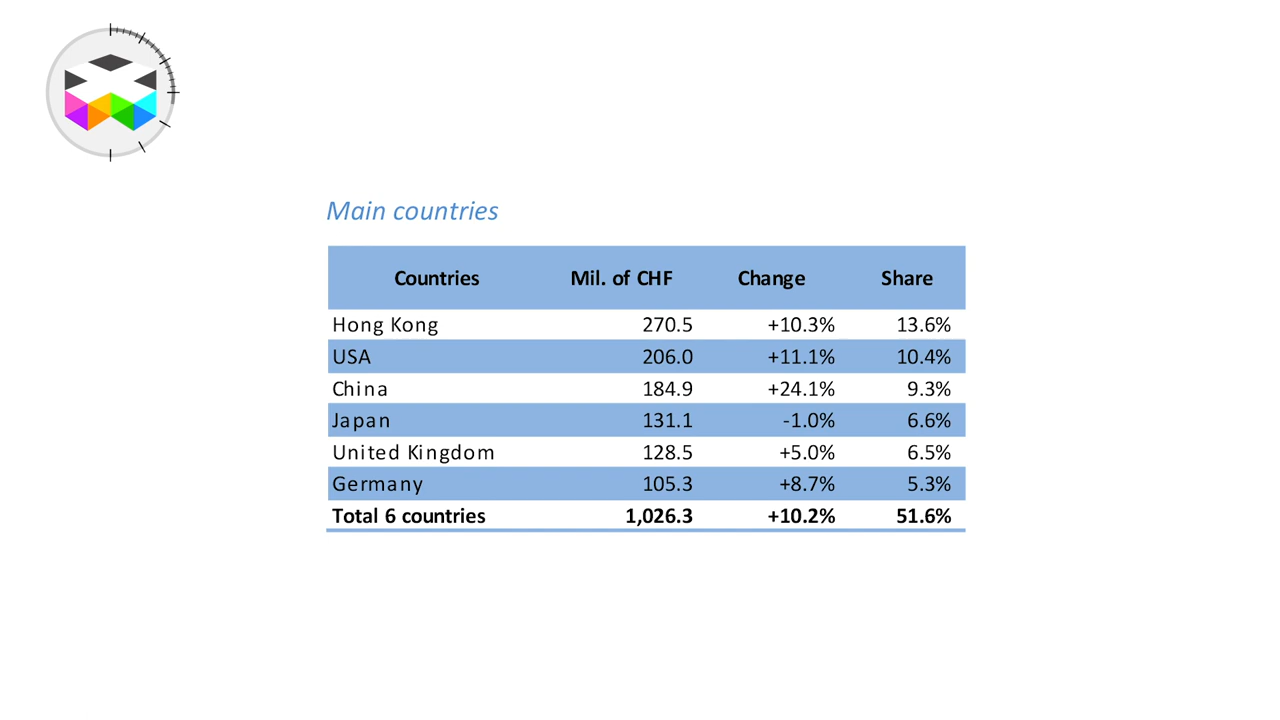 Main countries
Countries Mil. of CHF Change Share
Hong Kong 270.5 +10.3% 13.6%
USA 206.0 +11.1% 10.4%
China 184.9 +24.1% 9.3%
Japan 131.1 -1.0% 6.6%
United Kingdom 128.5 +5.0% 6.5%
Germany 105.3 +8.7% 5.3%
Total 6 countries 1,026.3 +10.2% 51.6%